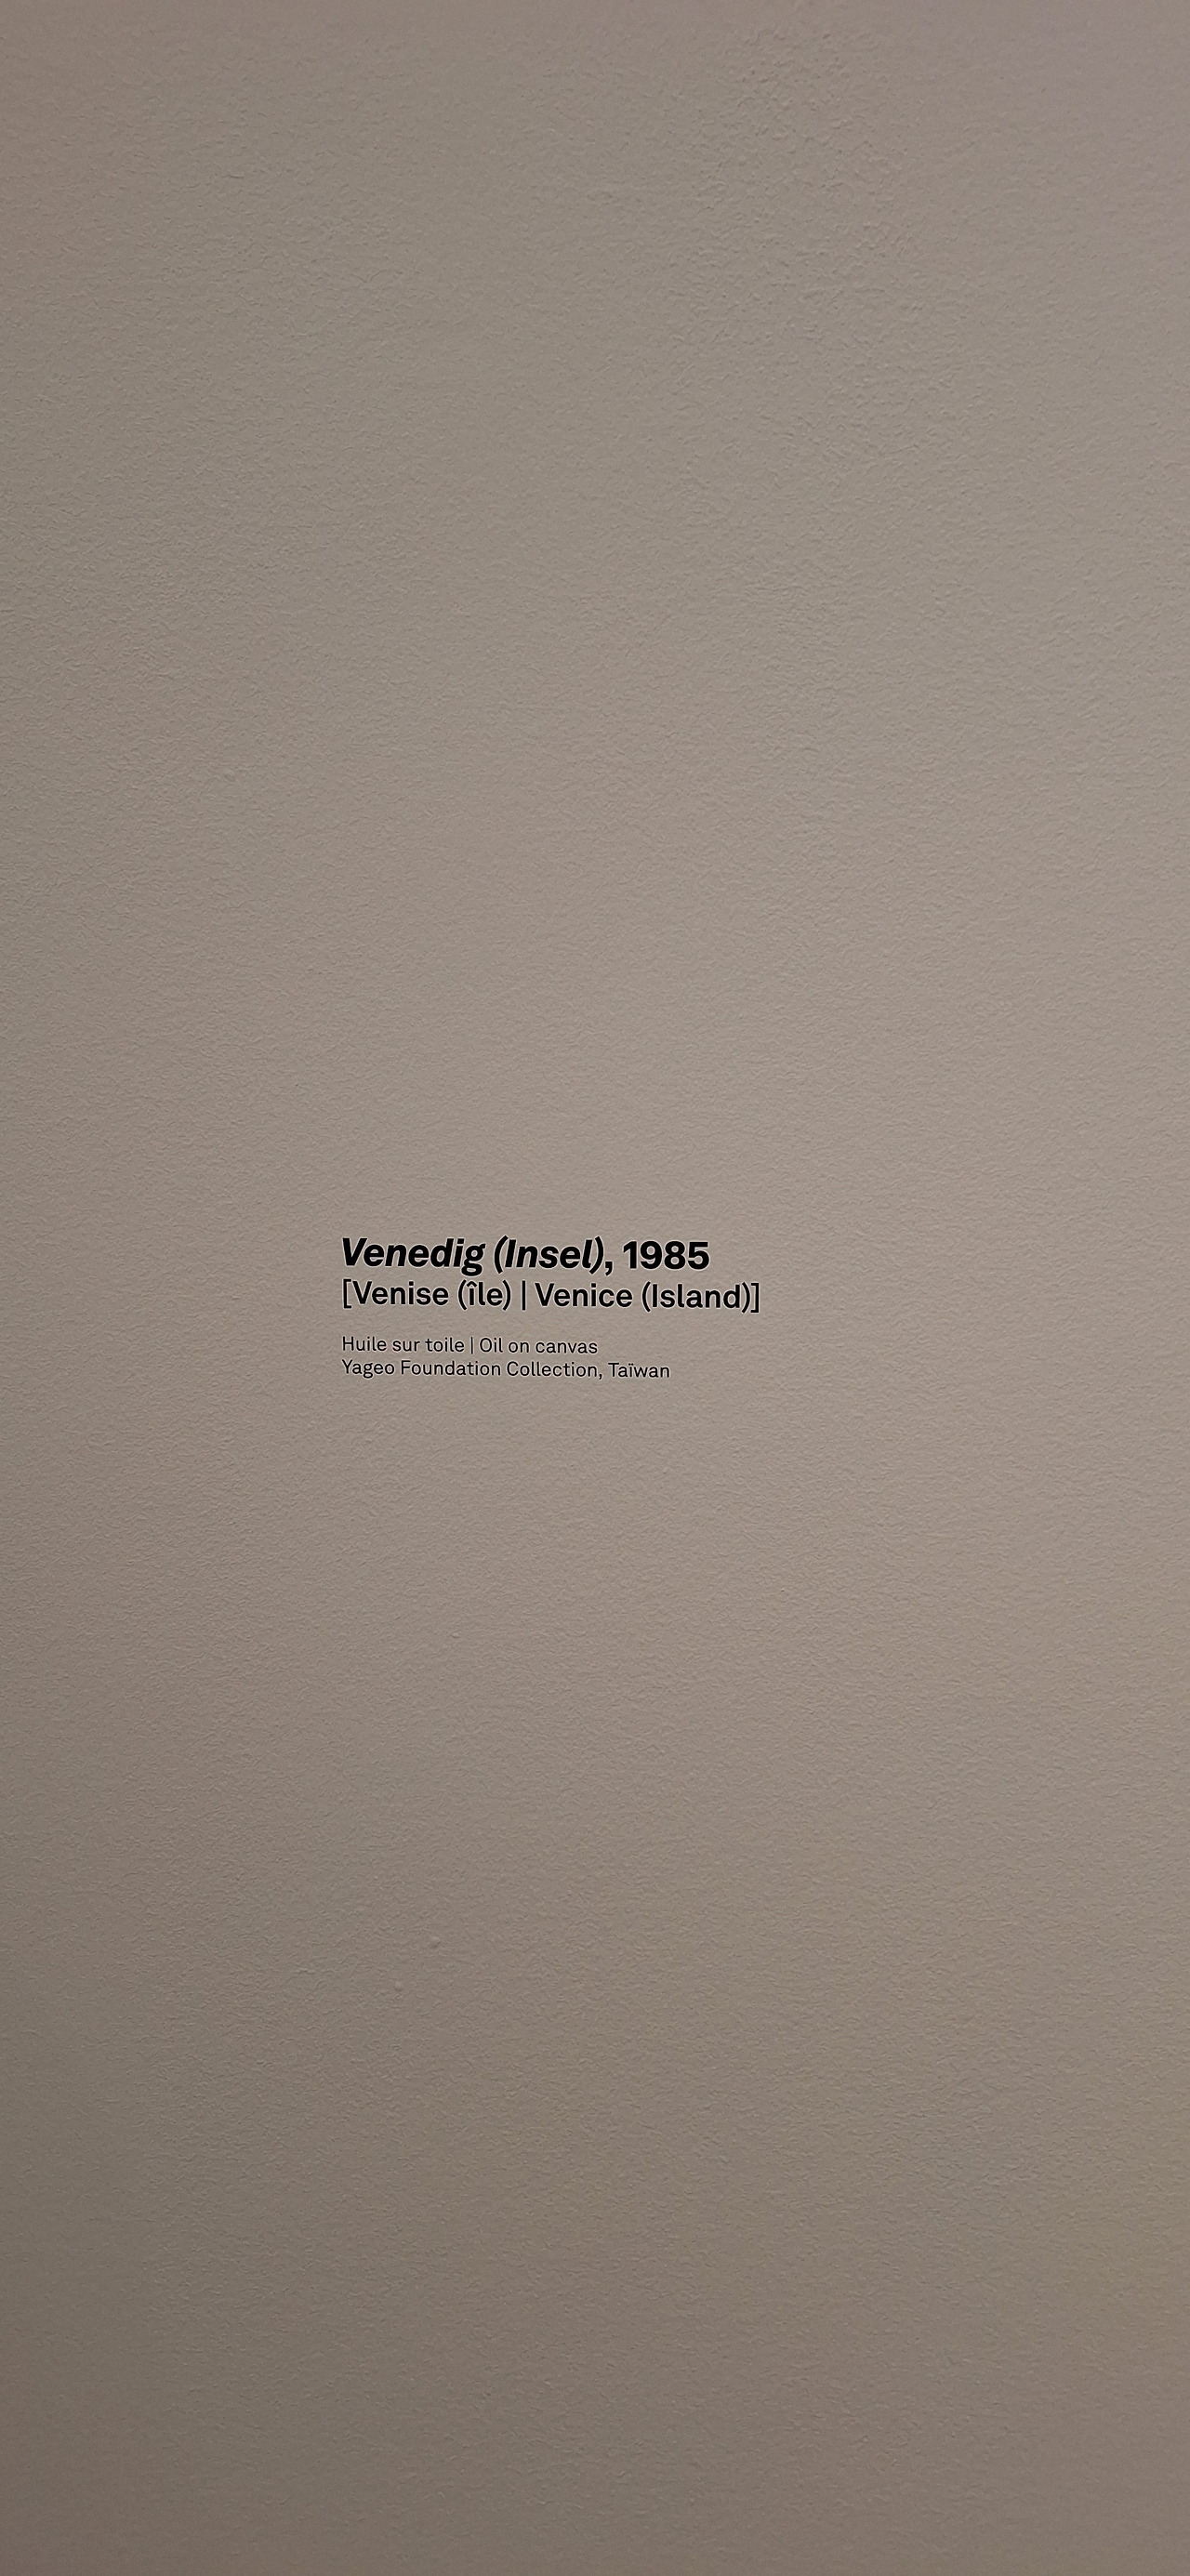 Venedig (Insel), 1985
[Venise (île) | Venice (Island)]
Huile sur toile | Oil on canvas
Yageo Foundation Collection, Taïwan